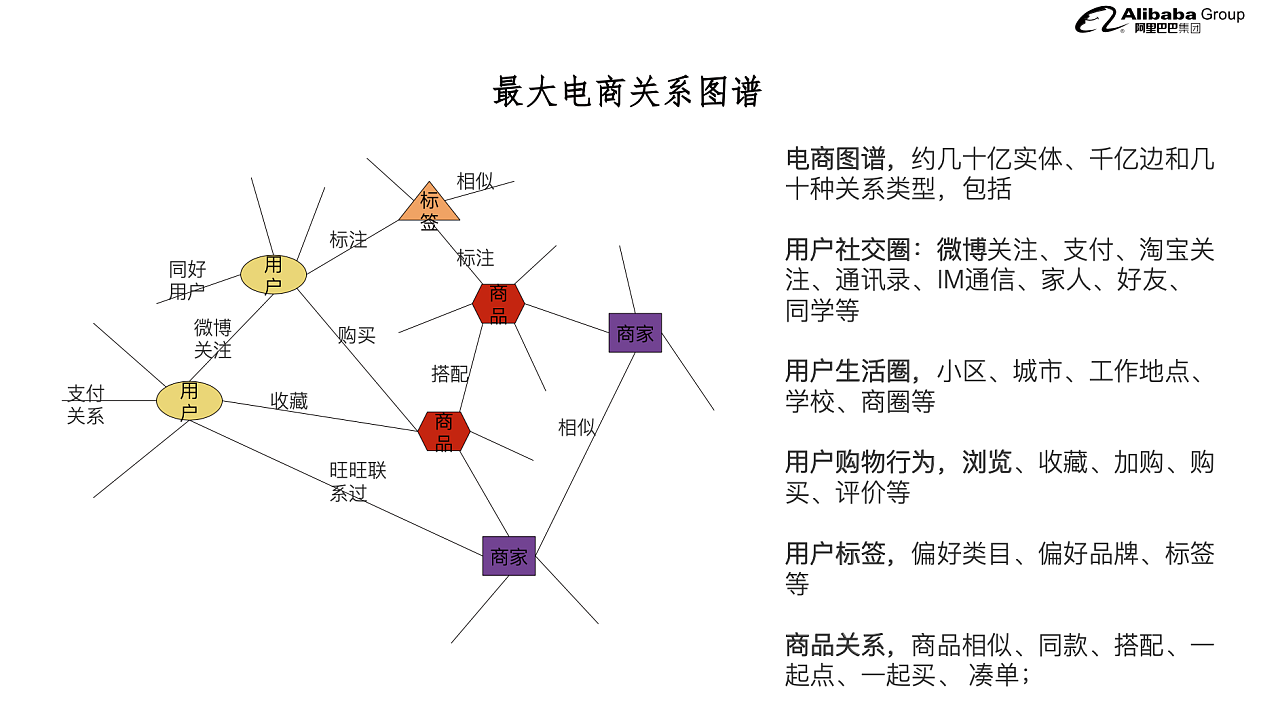 Alibaba Group
阿里巴巴集团
最大电商关系图谱
相似
标
签
标注
标注
同好
用户
用
户
商
品
微博
关注
购买
商家
搭配
支付
关系
用
户
收藏
商
品
相似
旺旺联
系过
商家
电商图谱，约几十亿实体、千亿边和几
十种关系类型，包括
用户社交圈：微博关注、支付、淘宝关
注、通讯录、IM通信、家人、好友、
同学等
用户生活圈，小区、城市、工作地点、
学校、商圈等
用户购物行为，浏览、收藏、加购、购
买、评价等
用户标签，偏好类目、偏好品牌、标签
等
商品关系，商品相似、同款、搭配、一
起点、一起买、 凑单；